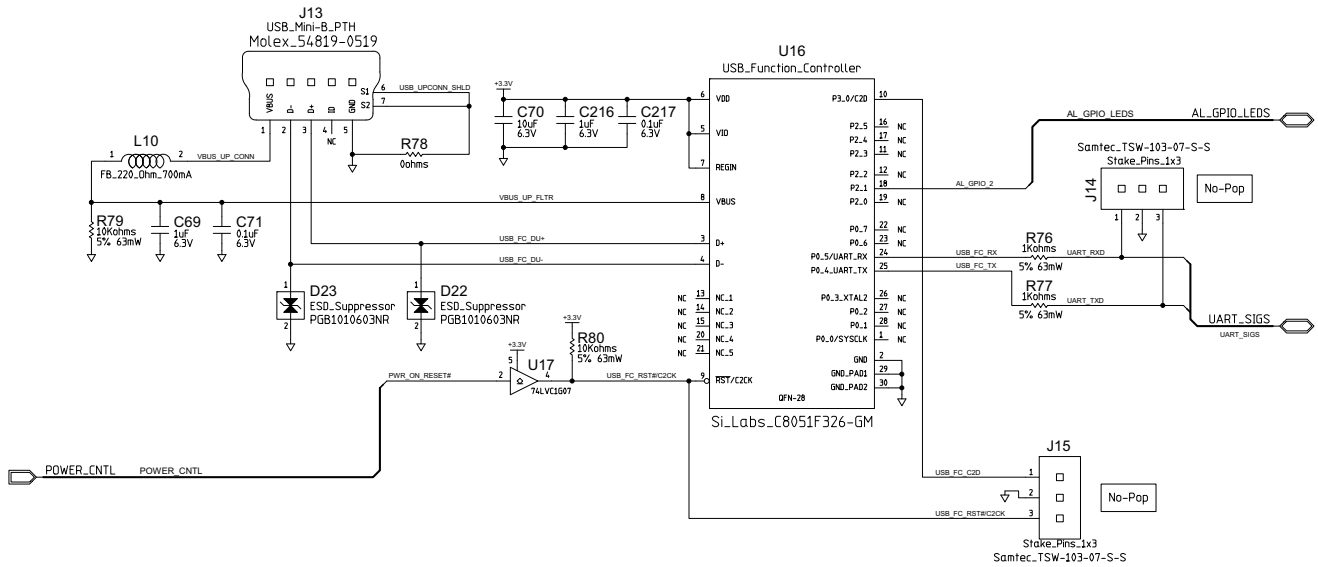 J13
USB_Mini-B_PTH
Molex_54819-0519
VBUS
D-
D+
ID
GND
S1
S2
6
7
USB_UPCONN_SHLD
1
2
3
4
5
NC
R78
0ohms
L10
1
2
VBUS_UP_CONN
FB_220_Ohm_700mA
R79
10Kohms
5% 63mW
C69
1uF
6.3V
C71
0.1uF
6.3V
+3.3V
C70
10uF
6.3V
C216
1uF
6.3V
C217
0.1uF
6.3V
VBUS_UP_FLTR
USB_FC_DU+
USB_FC_DU-
1
D23
ESD_Suppressor
PGB1010603NR
2
1
D22
ESD_Suppressor
PGB1010603NR
2
U16
USB_Function_Controller
6 VDD
5 VIO
7 REGIN
8 VBUS
3 D+
4 D-
NC 13 NC_1
NC 14 NC_2
NC 15 NC_3
NC 20 NC_4
NC 21 NC_5
9 RST/C2CK
P3_0/C2D 10
P2_5 16 NC
P2_4 17 NC
P2_3 11 NC
P2_2 12 NC
P2_1 18
P2_0 19 NC
P0_7 22 NC
P0_6 23 NC
P0_5/UART_RX 24
P0_4_UART_TX 25
P0_3_XTAL2 26 NC
P0_2 27 NC
P0_1 28 NC
P0_0/SYSCLK 1 NC
GND 2
GND_PAD1 29
GND_PAD2 30
QFN-28
Si_Labs_C8051F326-GM
+3.3V
R80
10Kohms
5% 63mW
+3.3V
5
U17
2
4
74LVC1G07
PWR_ON_RESET#
USB_FC_RST#/C2CK
POWER_CNTL
POWER_CNTL
AL_GPIO_2
AL_GPIO_LEDS
AL_GPIO_LEDS
Samtec_TSW-103-07-S-S
Stake_Pins_1x3
J14
No-Pop
1
2
3
USB_FC_RX
R76
1Kohms
5% 63mW
UART_RXD
USB_FC_TX
R77
1Kohms
5% 63mW
UART_TXD
UART_SIGS
UART_SIGS
J15
USB_FC_C2D
1
2
USB_FC_RST#/C2CK
3
No-Pop
Stake_Pins_1x3
Samtec_TSW-103-07-S-S